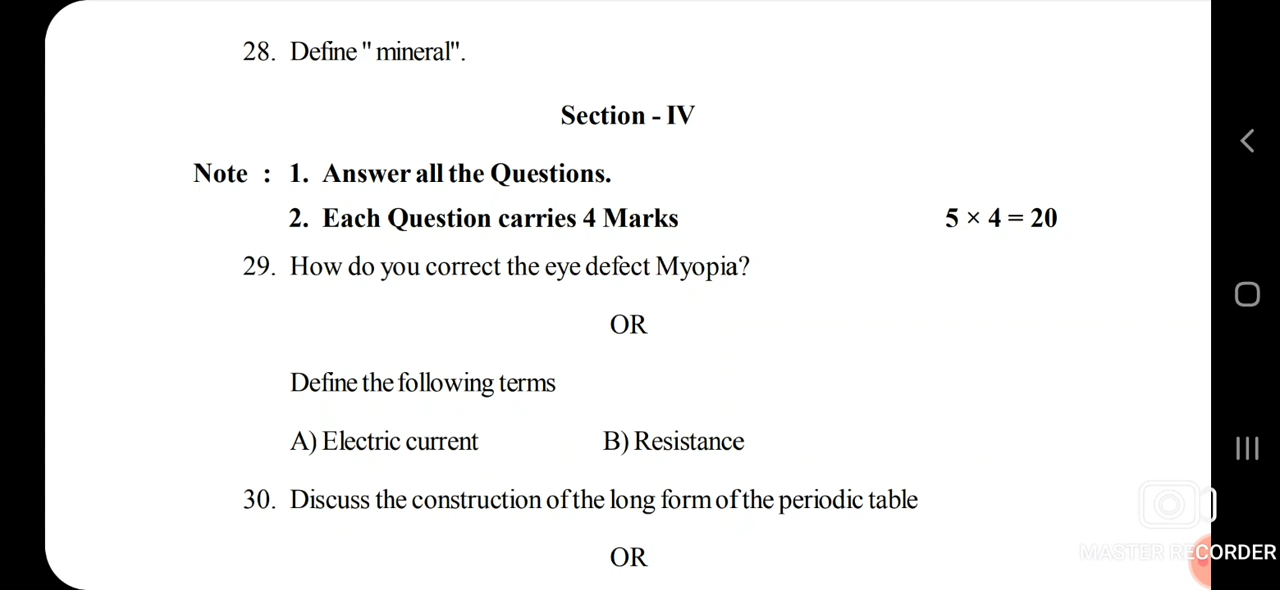 28. Define " mineral".
Section - IV
Note : 1. Answer all the Questions.
2. Each Question carries 4 Marks 5 × 4 = 20
29. How do you correct the eye defect Myopia?
OR
Define the following terms
A) Electric current B) Resistance
30. Discuss the construction of the long form of the periodic table
OR
MASTER RECORDER